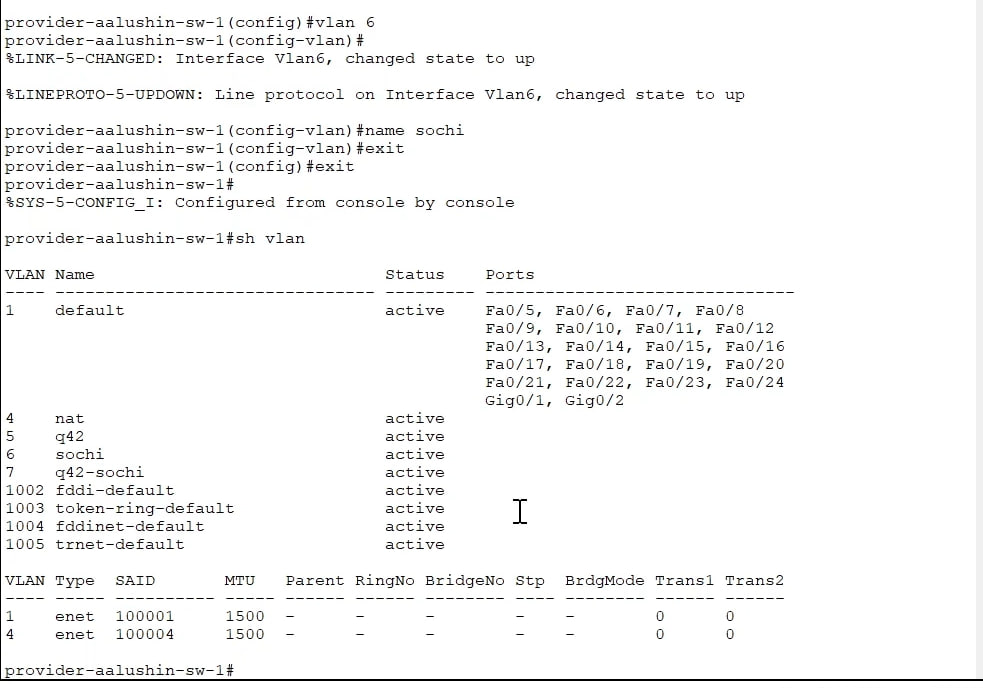 provider-aalushin-sw-1(config)#vlan 6
provider-aalushin-sw-1(config-vlan)#
%LINK-5-CHANGED: Interface Vlan6, changed state to up
%LINEPROTO-5-UPDOWN: Line protocol on Interface Vlan6, changed state to up
provider-aalushin-sw-1(config-vlan)#name sochi
provider-aalushin-sw-1(config-vlan)#exit
provider-aalushin-sw-1(config)#exit
provider-aalushin-sw-1#
%SYS-5-CONFIG_I: Configured from console by console
provider-aalushin-sw-1#sh vlan
VLAN Name                             Status    Ports
---- -------------------------------- --------- -------------------------------
1    default                          active    Fa0/5, Fa0/6, Fa0/7, Fa0/8
                                                Fa0/9, Fa0/10, Fa0/11, Fa0/12
                                                Fa0/13, Fa0/14, Fa0/15, Fa0/16
                                                Fa0/17, Fa0/18, Fa0/19, Fa0/20
                                                Fa0/21, Fa0/22, Fa0/23, Fa0/24
                                                Gig0/1, Gig0/2
4    nat                              active
5    q42                              active
6    sochi                            active
7    q42-sochi                        active
1002 fddi-default                     active
1003 token-ring-default               active
1004 fddinet-default                  active
1005 trnet-default                    active
VLAN Type  SAID       MTU   Parent RingNo BridgeNo Stp  BrdgMode Trans1 Trans2
---- ----- ---------- ----- ------ ------ -------- ---- -------- ------ ------
1    enet  100001     1500  -      -      -        -    -        0      0
4    enet  100004     1500  -      -      -        -    -        0      0
provider-aalushin-sw-1#